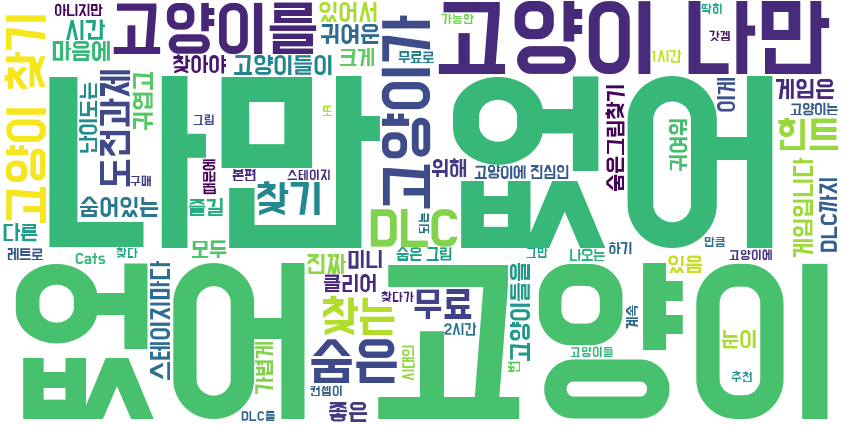 아니지만
시간
마음에
고양이를
찾아야
있어서
귀여운
고양이들이
크게
무료로
고양이가
가능한
고양이 나만
딱히
갓겜
1시간
고양이 찾기
난이도는
도전과제
귀엽고
그림
또
나만 없어
숨은그림찾기
귀여워
이게
게임은
고양이는
힌트
때문에
본편
구매
스테이지
찾기
위해
고양이에 진심인
숨어있는
즐길
되는
DLC
게임입니다
DLC까지
다른
레트로
Cats
찾다
모두
진짜
미니
숨은 그림
그만
나오는
하기
만큼
있음
고양이에
스테이지마다
클리어
찾다가
무료
고양이들을
계속
없어 고양이
찾는
2시간
눈이
숨은
가볍게
시대의
법
고양이들
컨셉이
추천
DLC를
좋은